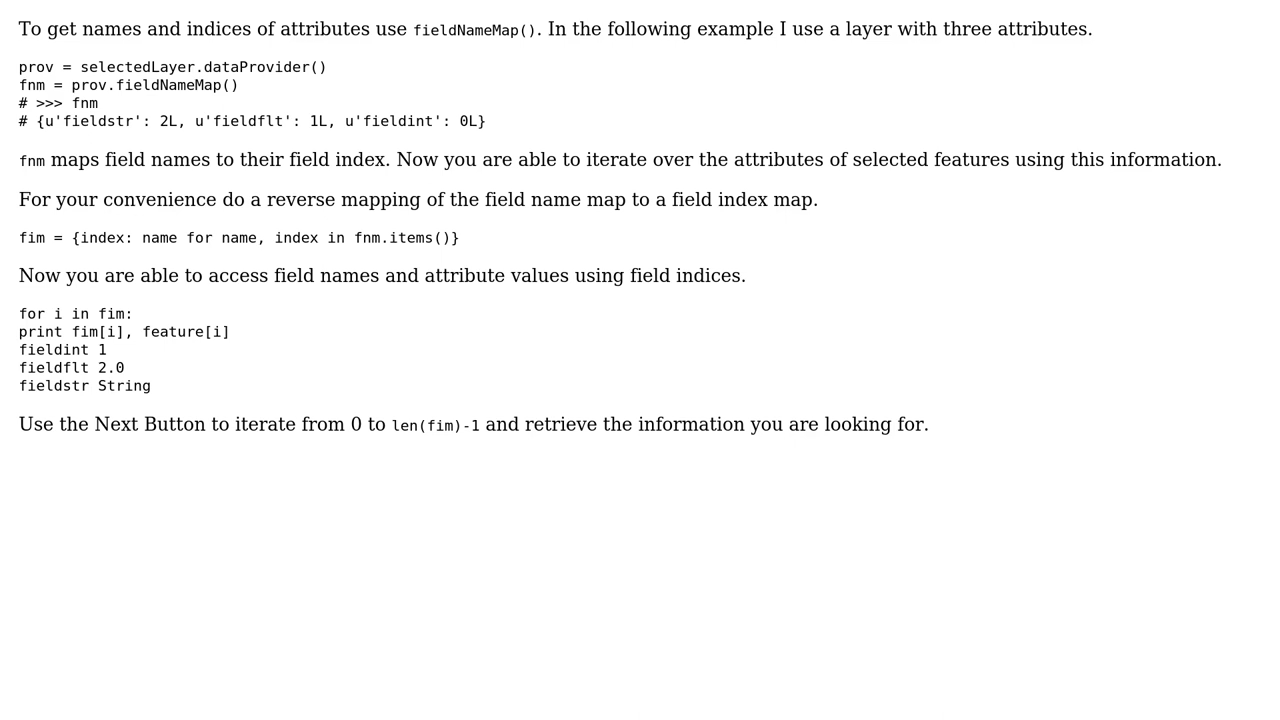 To get names and indices of attributes use fieldNameMap(). In the following example I use a layer with three attributes.
prov = selectedLayer.dataProvider()
fnm = prov.fieldNameMap()
# >>> fnm
# {u'fieldstr': 2L, u'fieldflt': 1L, u'fieldint': 0L}
fnm maps field names to their field index. Now you are able to iterate over the attributes of selected features using this information.
For your convenience do a reverse mapping of the field name map to a field index map.
fim = {index: name for name, index in fnm.items()}
Now you are able to access field names and attribute values using field indices.
for i in fim:
print fim[i], feature[i]
fieldint 1
fieldflt 2.0
fieldstr String
Use the Next Button to iterate from 0 to len(fim)-1 and retrieve the information you are looking for.